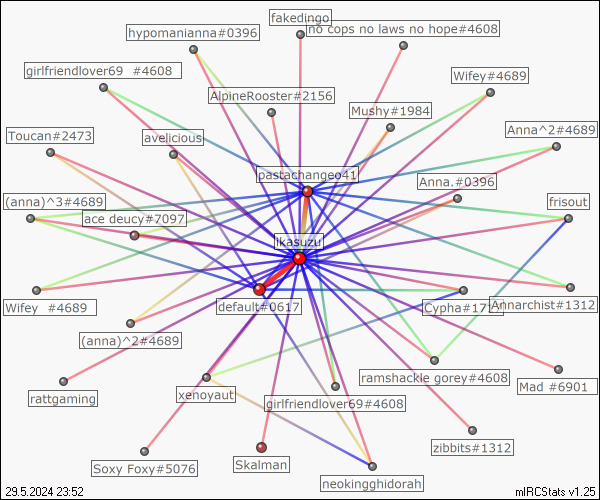 fakedingo
hypomanianna#0396
no cops no laws no hope#4608
girlfriendlover69 #4608
Wifey#4689
AlpineRooster#2156
Mushy#1984
Toucan#2473
avelicious
Anna^2#4689
pastachangeo41
Anna.#0396
(anna)^3#4689
frisout
ace deucy#7097
ikasuzu
Wifey #4689
default#0617
Annarchist#1312
(anna)^2#4689
ramshackle gorey#4608
Mad #6901
rattgaming
xenoyaut
girlfriendlover69#4608
zibbits#1312
Soxy Foxy#5076
Skalman
neokingghidorah
29.5.2024 23:52
mIRCStats v1.25